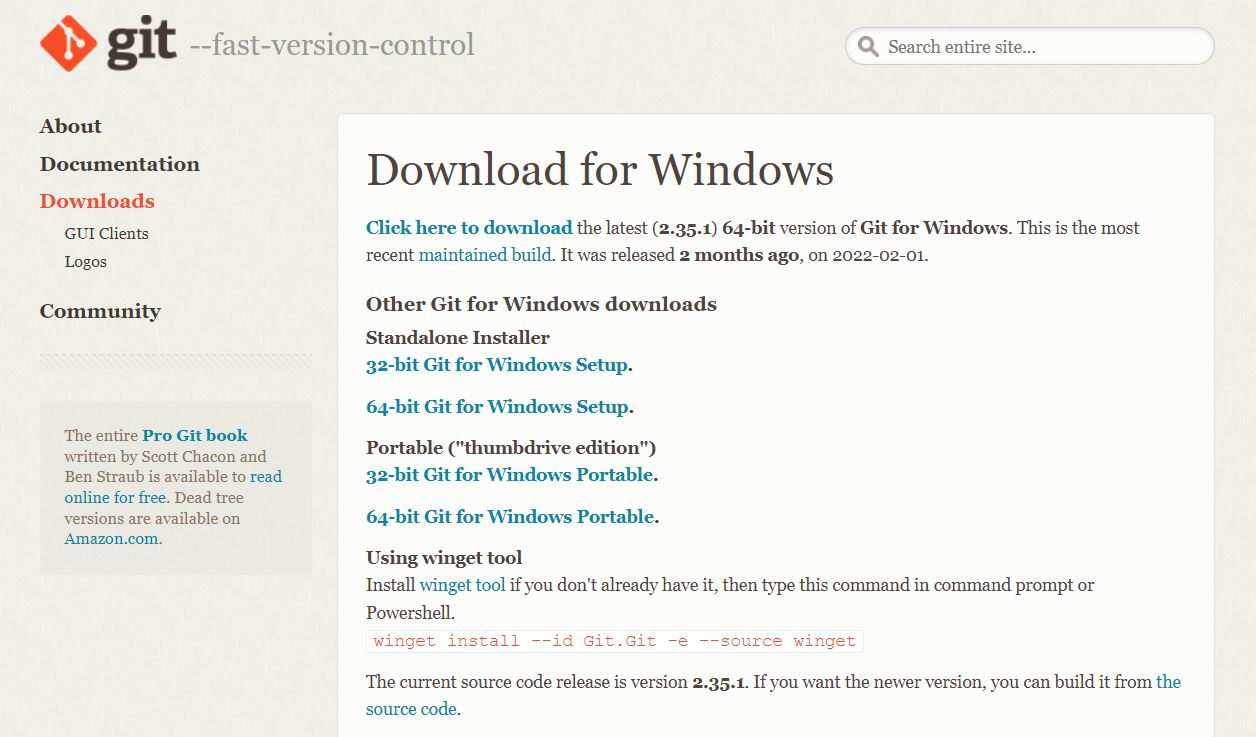 git --fast-version-control
Search entire site...
About
Documentation
Downloads
GUI Clients
Logos
Community
The entire Pro Git book
written by Scott Chacon and
Ben Straub is available to read
online for free. Dead tree
versions are available on
Amazon.com.
Download for Windows
Click here to download the latest (2.35.1) 64-bit version of Git for Windows. This is the most
recent maintained build. It was released 2 months ago, on 2022-02-01.
Other Git for Windows downloads
Standalone Installer
32-bit Git for Windows Setup.
64-bit Git for Windows Setup.
Portable ("thumbdrive edition")
32-bit Git for Windows Portable.
64-bit Git for Windows Portable.
Using winget tool
Install winget tool if you don't already have it, then type this command in command prompt or
Powershell.
winget install --id Git.Git -e --source winget
The current source code release is version 2.35.1. If you want the newer version, you can build it from the
source code.